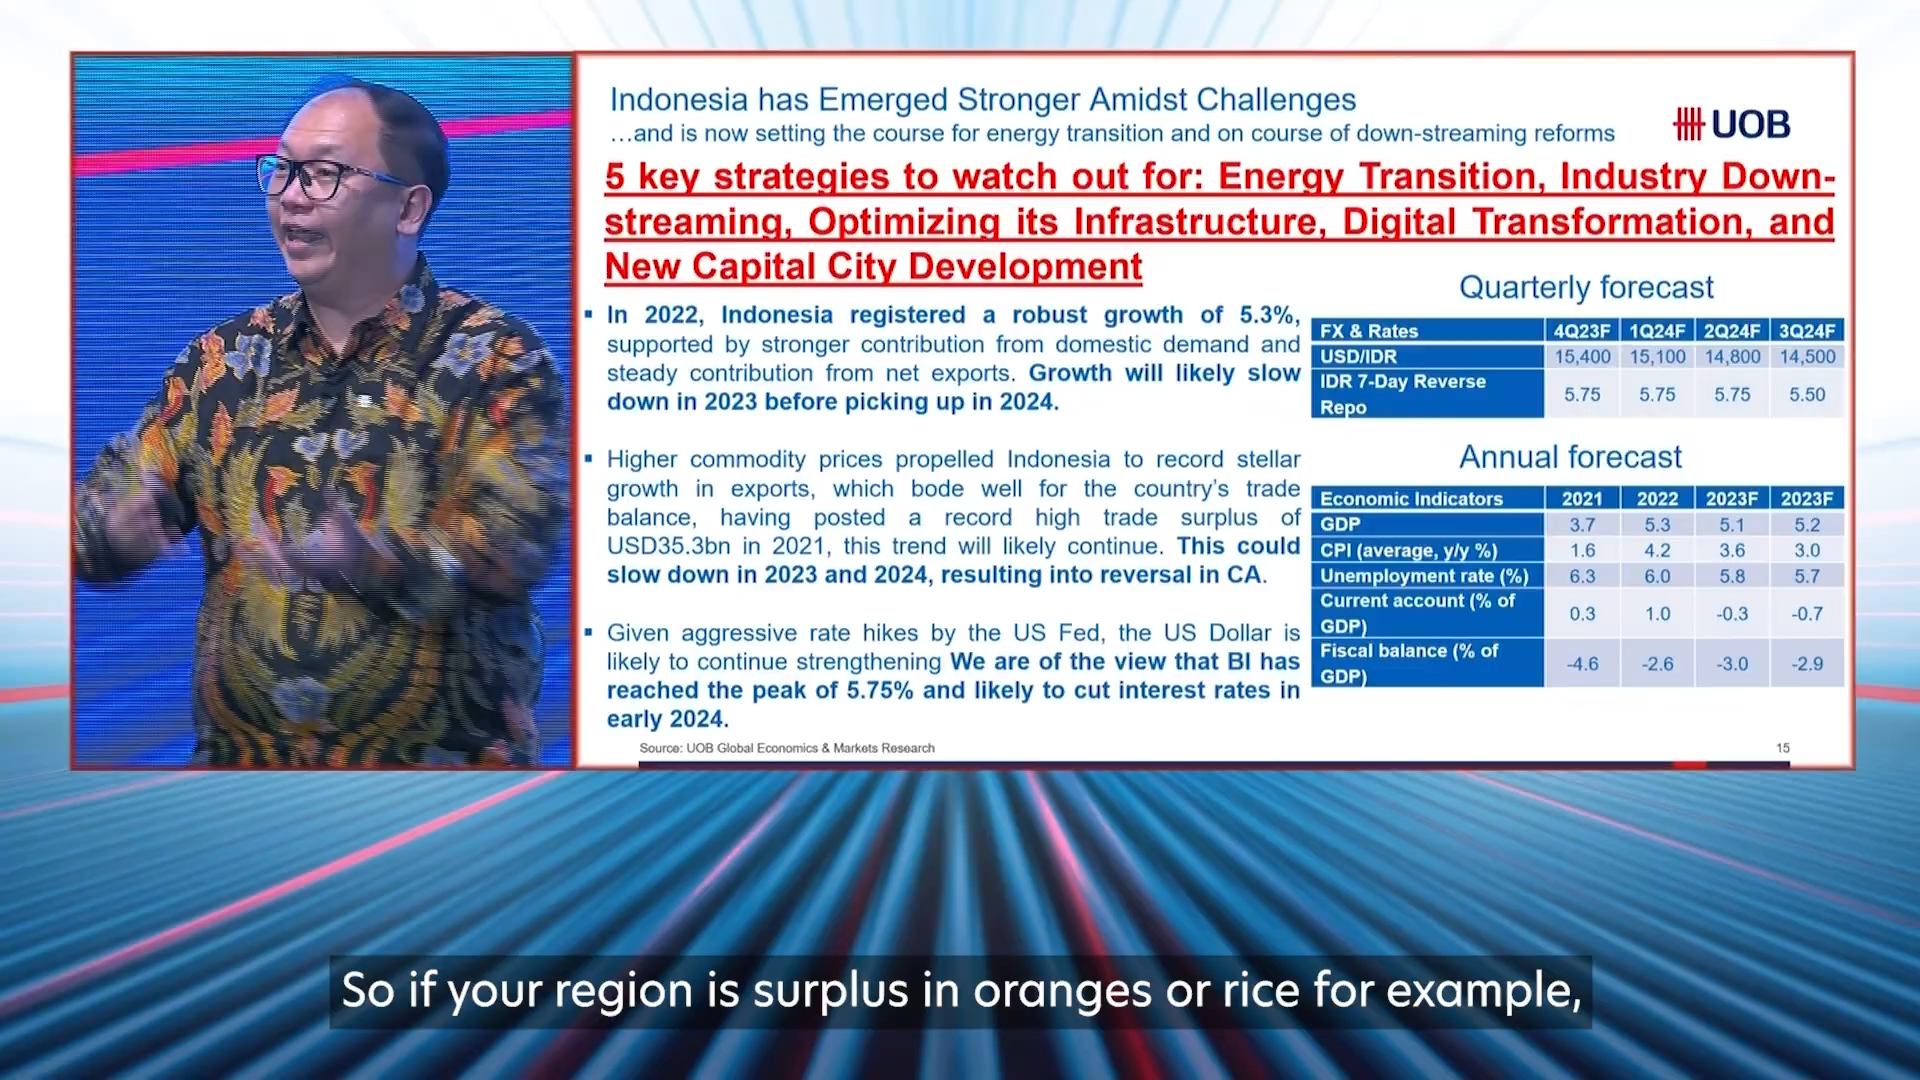 Indonesia has Emerged Stronger Amidst Challenges
...and is now setting the course for energy transition and on course of down-streaming reforms
UOB
5 key strategies to watch out for: Energy Transition, Industry Down-
streaming, Optimizing its Infrastructure, Digital Transformation, and
New Capital City Development
▪ In 2022, Indonesia registered a robust growth of 5.3%,
supported by stronger contribution from domestic demand and
steady contribution from net exports. Growth will likely slow
down in 2023 before picking up in 2024.
▪ Higher commodity prices propelled Indonesia to record stellar
growth in exports, which bode well for the country's trade
balance, having posted a record high trade surplus of
USD35.3bn in 2021, this trend will likely continue. This could
slow down in 2023 and 2024, resulting into reversal in CA.
▪ Given aggressive rate hikes by the US Fed, the US Dollar is
likely to continue strengthening We are of the view that BI has
reached the peak of 5.75% and likely to cut interest rates in
early 2024.
Quarterly forecast
FX & Rates 4Q23F 1Q24F 2Q24F 3Q24F
USD/IDR 15,400 15,100 14,800 14,500
IDR 7-Day Reverse
Repo 5.75 5.75 5.75 5.50
Annual forecast
Economic Indicators 2021 2022 2023F 2023F
GDP 3.7 5.3 5.1 5.2
CPI (average, y/y %) 1.6 4.2 3.6 3.0
Unemployment rate (%) 6.3 6.0 5.8 5.7
Current account (% of
GDP) 0.3 1.0 -0.3 -0.7
Fiscal balance (% of
GDP) -4.6 -2.6 -3.0 -2.9
Source: UOB Global Economics & Markets Research
15
So if your region is surplus in oranges or rice for example,